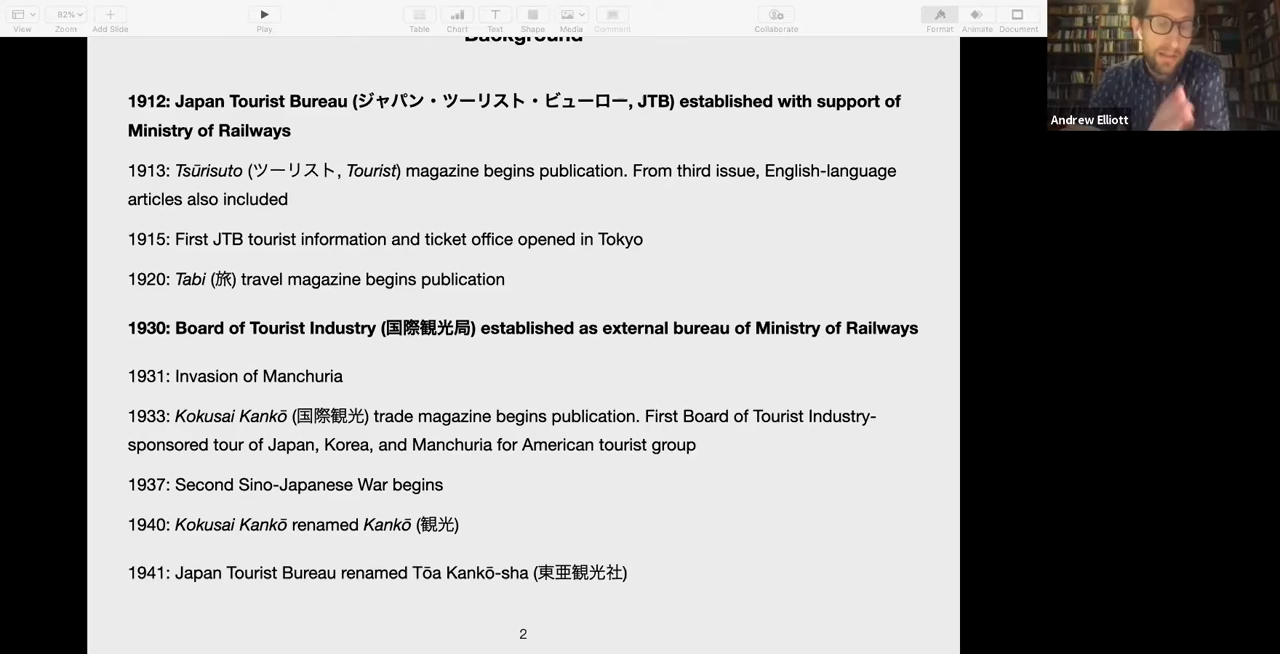 View
82%
Zoom
Add Slide
Play
Table
Chart
Text
Shape
Media
Comment
Collaborate
Format
Animate
Document
Background
Andrew Elliott
1912: Japan Tourist Bureau (ジャパン・ツーリスト・ビューロー, JTB) established with support of
Ministry of Railways
1913: Tsūrisuto (ツーリスト, Tourist) magazine begins publication. From third issue, English-language
articles also included
1915: First JTB tourist information and ticket office opened in Tokyo
1920: Tabi (旅) travel magazine begins publication
1930: Board of Tourist Industry (国際観光局) established as external bureau of Ministry of Railways
1931: Invasion of Manchuria
1933: Kokusai Kankō (国際観光) trade magazine begins publication. First Board of Tourist Industry-
sponsored tour of Japan, Korea, and Manchuria for American tourist group
1937: Second Sino-Japanese War begins
1940: Kokusai Kankō renamed Kankō (観光)
1941: Japan Tourist Bureau renamed Tōa Kankō-sha (東亜観光社)
2